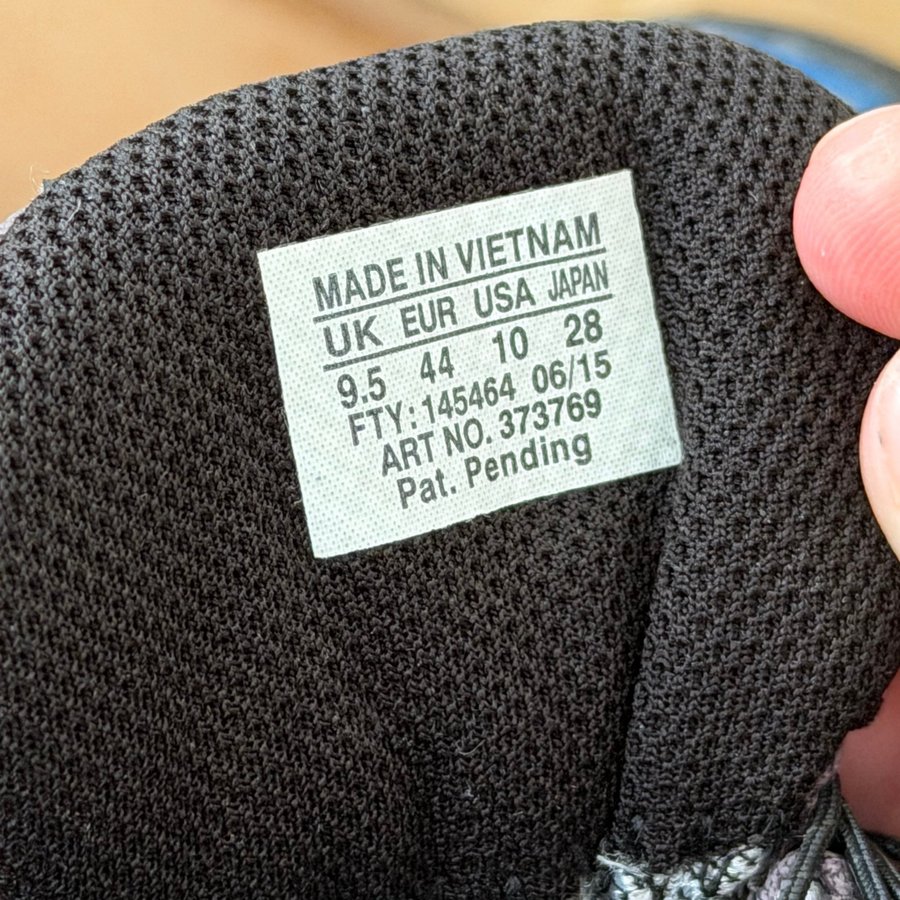 MADE IN VIETNAM
UK EUR USA JAPAN
9.5 44 10 28
FTY: 145464 06/15
ART NO. 373769
Pat. Pending